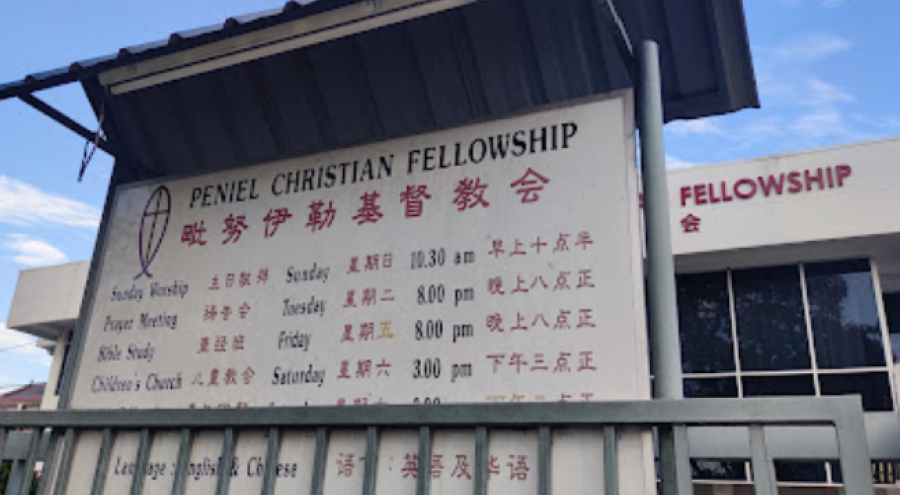 PENIEL CHRISTIAN FELLOWSHIP
毗努伊勒基督教会
Sunday Worship 主日敬拜 Sunday 星期日 10.30 am 早上十点半
Prayer Meeting 祷告会 Tuesday 星期二 8.00 pm 晚上八点正
Bible Study 查经班 Friday 星期五 8.00 pm 晚上八点正
Children's Church 儿童教会 Saturday 星期六 3.00 pm 下午三点正
Language : English & Chinese 语言 : 英语及华语
FELLOWSHIP
会